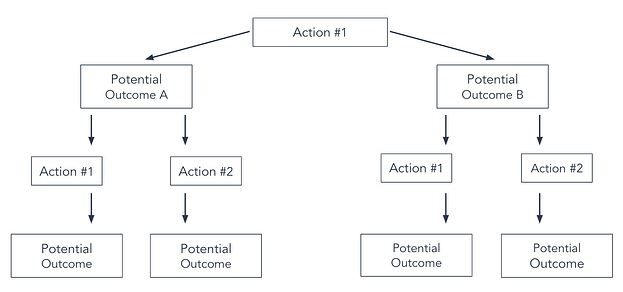 Action #1
Potential
Outcome A
Potential
Outcome B
Action #1
Action #2
Action #1
Action #2
Potential
Outcome
Potential
Outcome
Potential
Outcome
Potential
Outcome